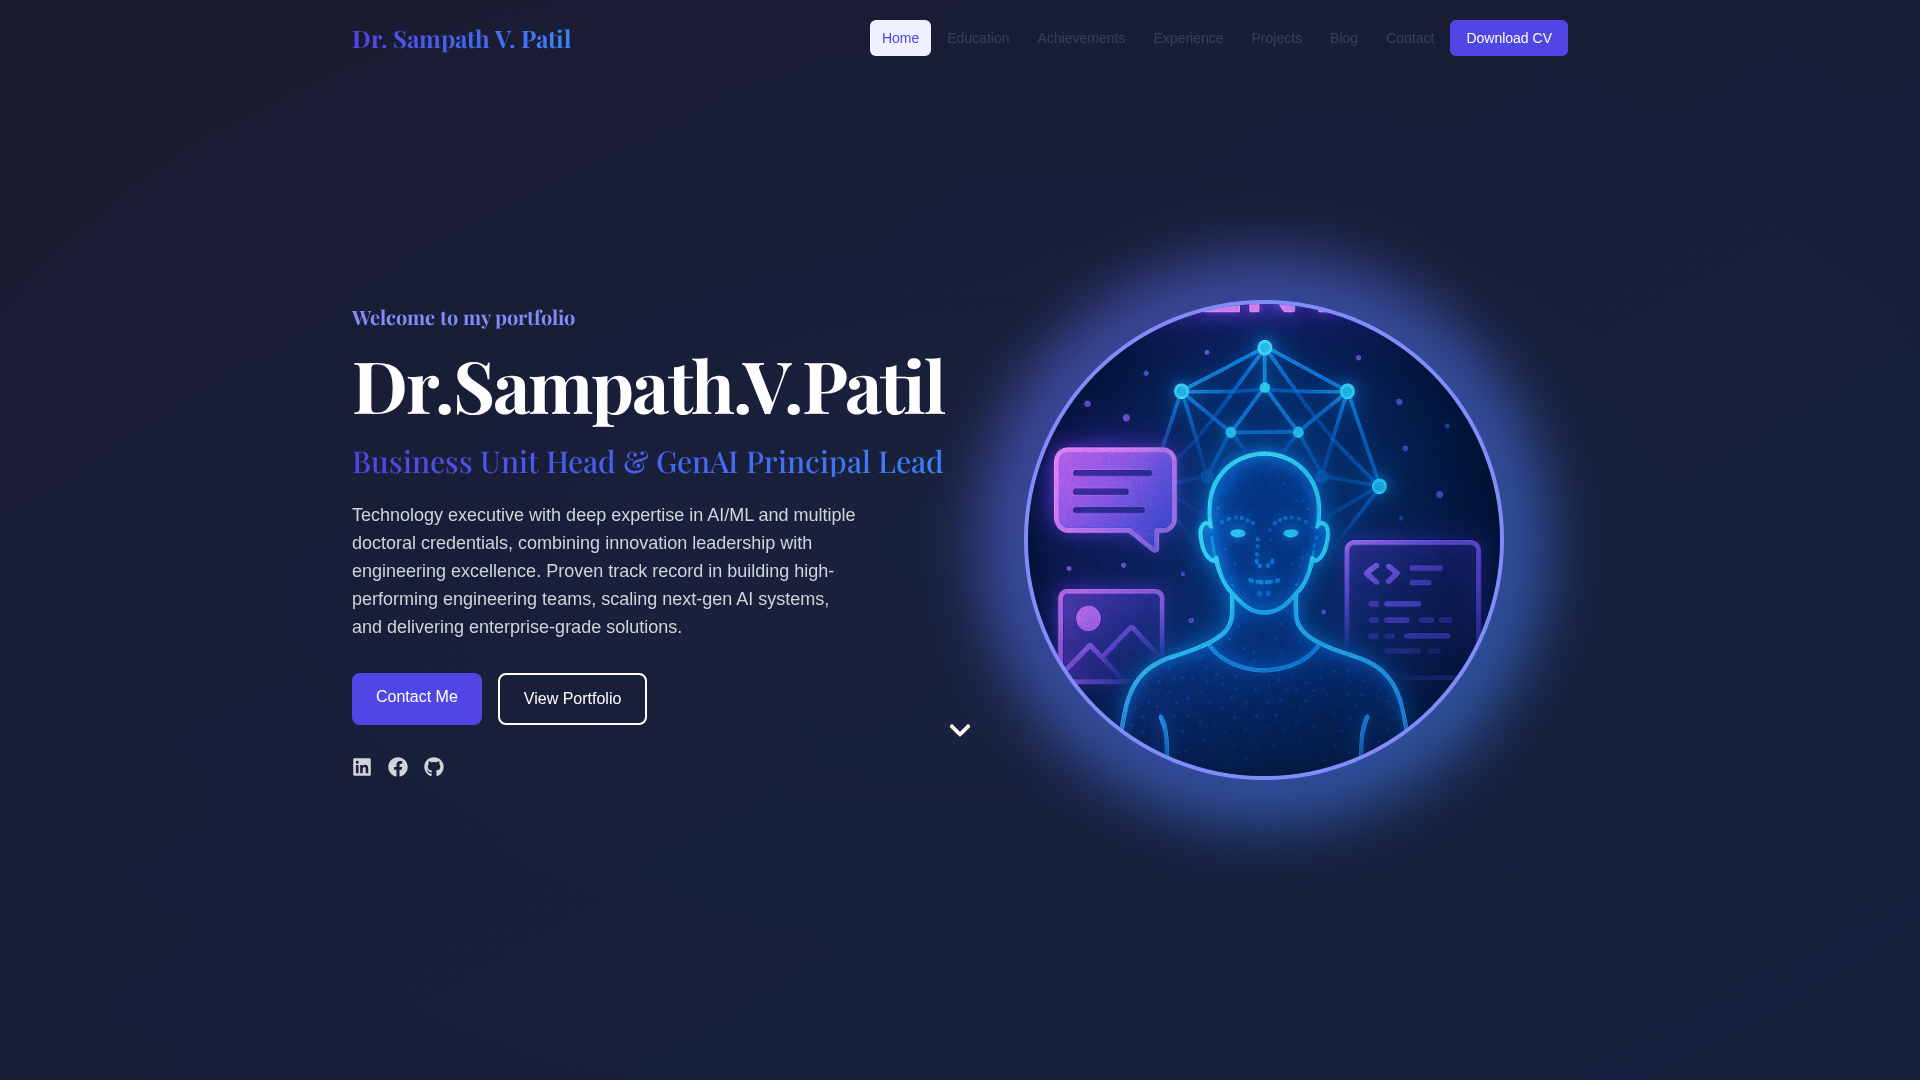 Dr. Sampath V. Patil
Home
Education
Achievements
Experience
Projects
Blog
Contact
Download CV
Welcome to my portfolio
Dr.Sampath.V.Patil
Business Unit Head & GenAI Principal Lead
Technology executive with deep expertise in AI/ML and multiple
doctoral credentials, combining innovation leadership with
engineering excellence. Proven track record in building high-
performing engineering teams, scaling next-gen AI systems,
and delivering enterprise-grade solutions.
Contact Me
View Portfolio